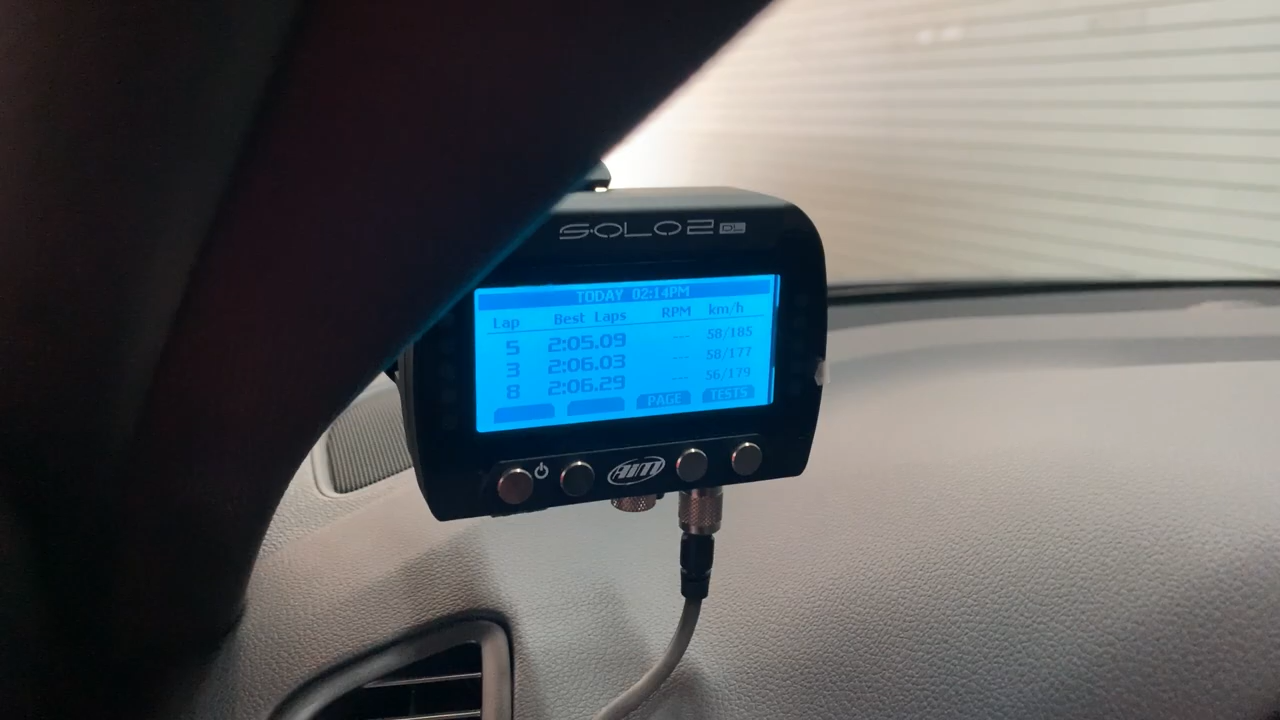 SOLO2 DL
TODAY 02:14PM
Lap Best Laps RPM km/h
5 2:05.09 --- 58/185
3 2:06.03 --- 58/177
8 2:06.29 --- 56/179
PAGE TESTS
AIM